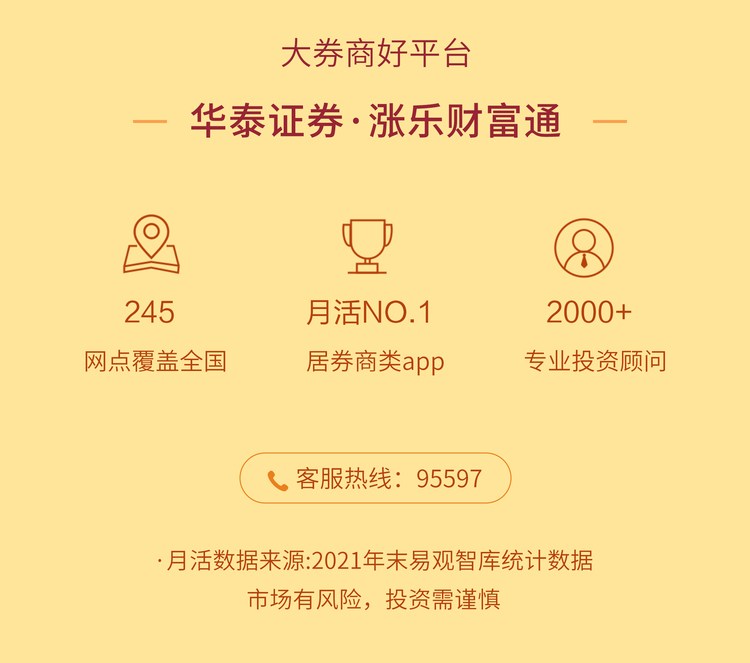 大券商好平台
华泰证券·涨乐财富通
245
月活NO.1
2000+
网点覆盖全国
居券商类app
专业投资顾问
客服热线：95597
·月活数据来源:2021年末易观智库统计数据
市场有风险，投资需谨慎